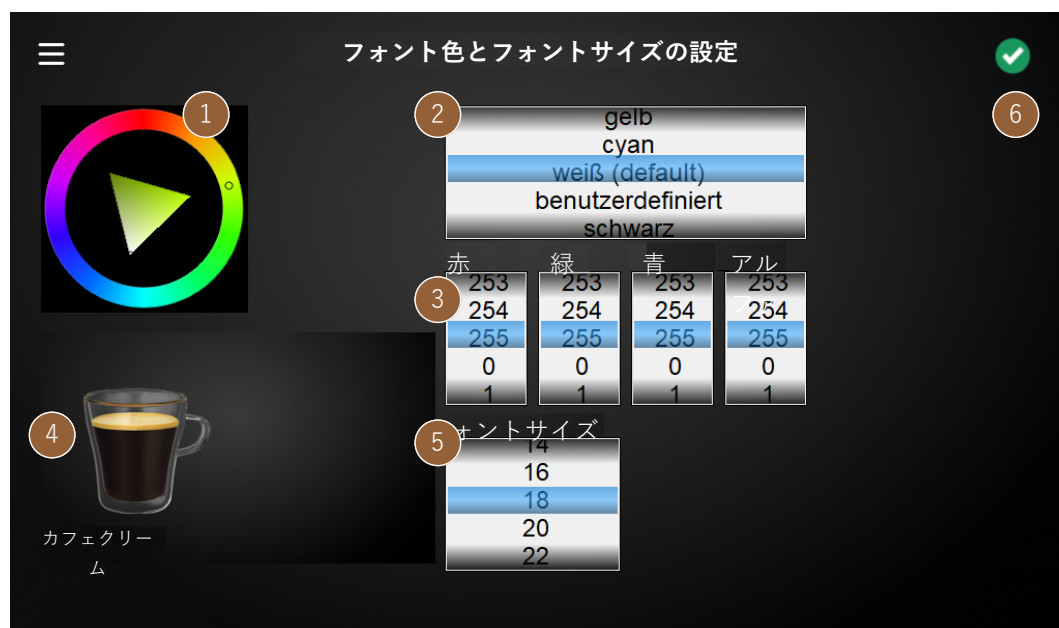 フォント色とフォントサイズの設定
1
2
6
gelb
cyan
weiß (default)
benutzerdefiniert
schwarz
赤 緑 青 アル
3
253 253 253 253
254 254 254 254
255 255 255 255
0 0 0 0
1 1 1 1
4
カフェクリー
ム
5
ォントサイズ
14
16
18
20
22